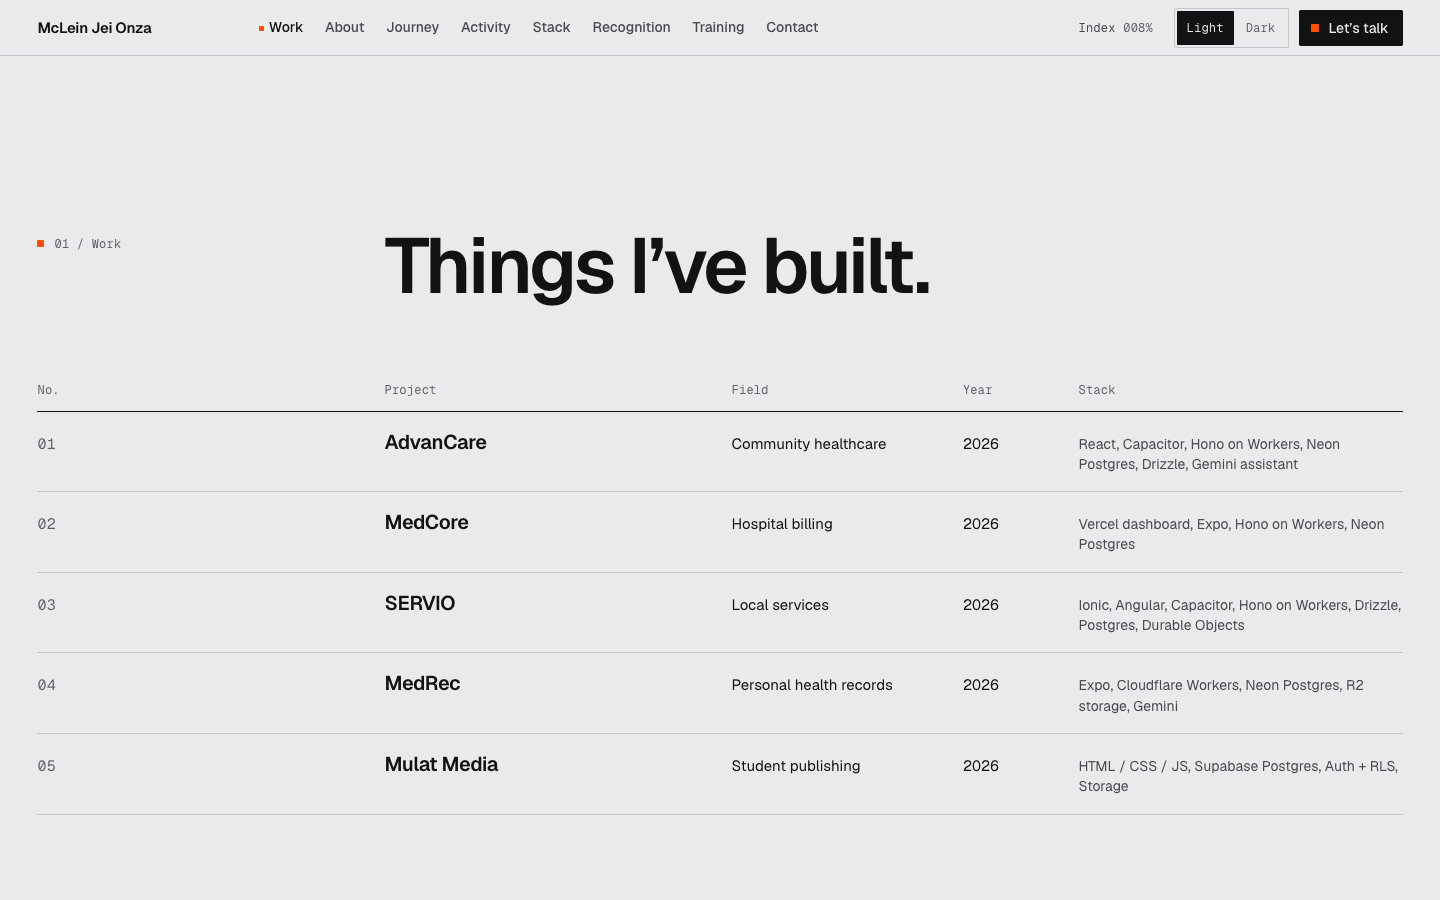 McLein Jei Onza
Work About Journey Activity Stack Recognition Training Contact
Index 008% Light Dark Let’s talk
01 / Work
Things I’ve built.
No. Project Field Year Stack
01 AdvanCare Community healthcare 2026 React, Capacitor, Hono on Workers, Neon
Postgres, Drizzle, Gemini assistant
02 MedCore Hospital billing 2026 Vercel dashboard, Expo, Hono on Workers, Neon
Postgres
03 SERVIO Local services 2026 Ionic, Angular, Capacitor, Hono on Workers, Drizzle,
Postgres, Durable Objects
04 MedRec Personal health records 2026 Expo, Cloudflare Workers, Neon Postgres, R2
storage, Gemini
05 Mulat Media Student publishing 2026 HTML / CSS / JS, Supabase Postgres, Auth + RLS,
Storage